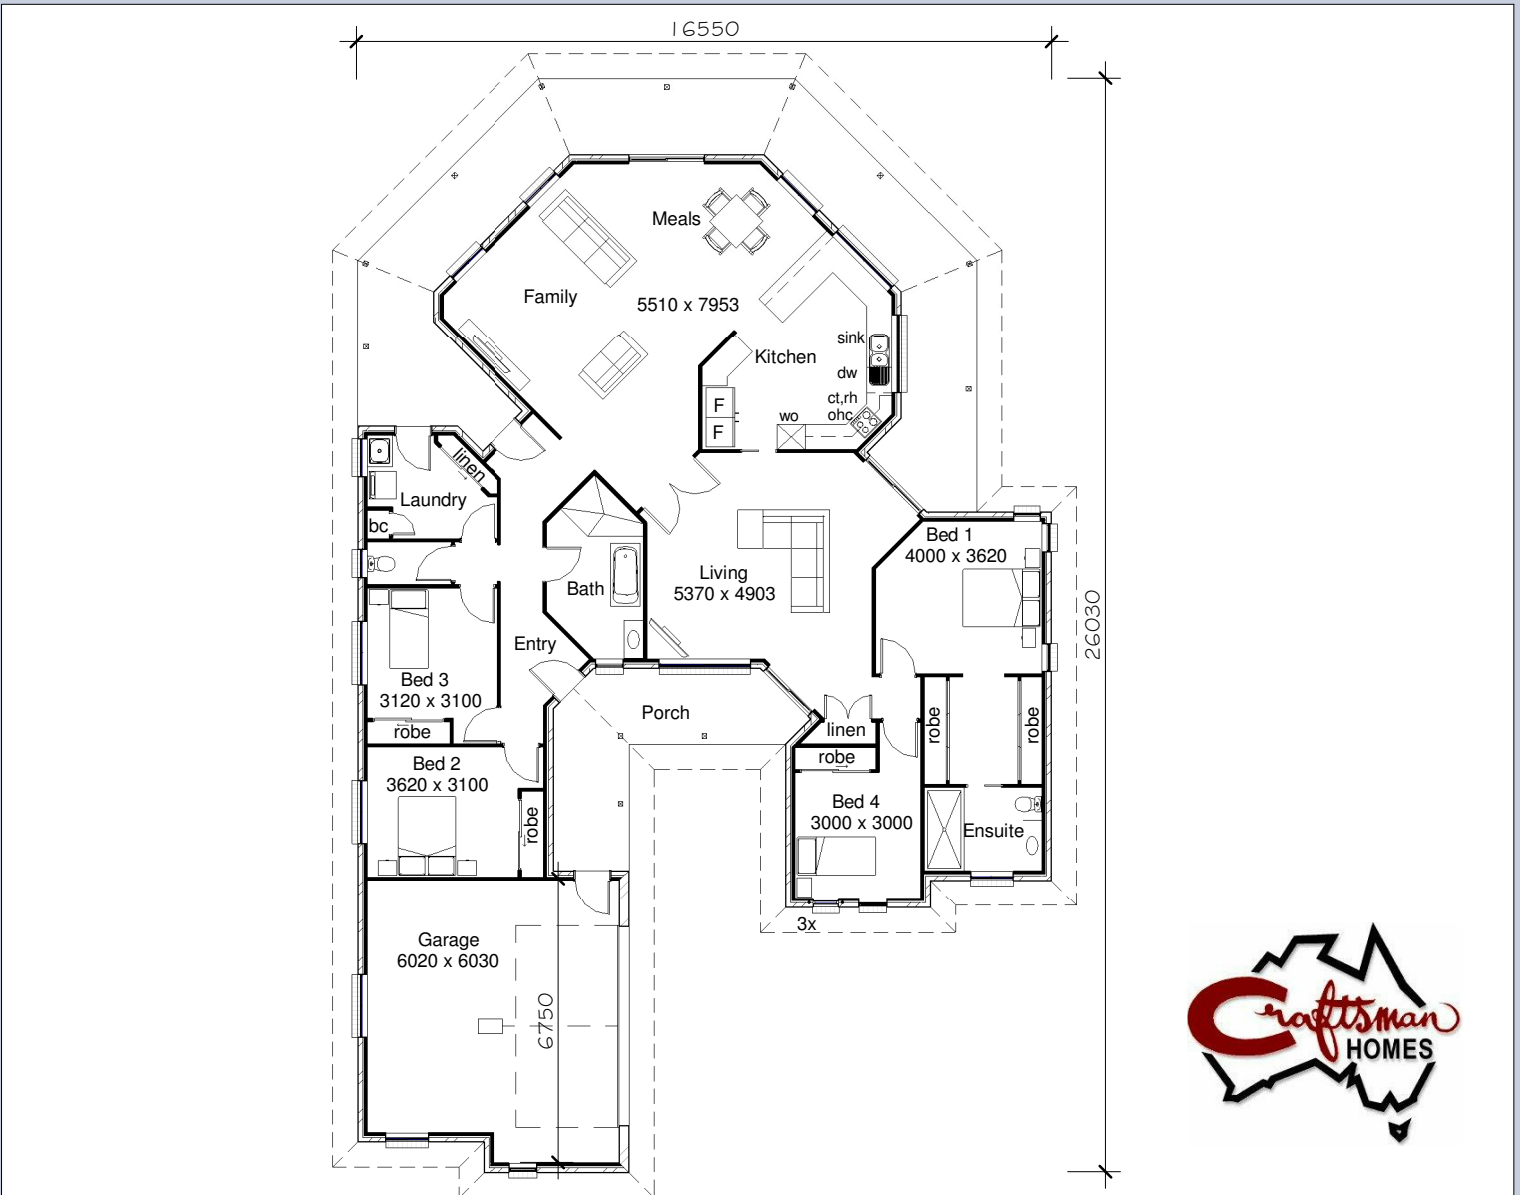 16550
Meals
Family
5510 x 7953
sink
Kitchen
dw
ct,rh
ohc
F
wo
F
linen
Laundry
bc
Bed 1
4000 x 3620
Living
5370 x 4903
Bath
26030
Entry
Bed 3
3120 x 3100
robe
Porch
linen
robe
robe
robe
Bed 2
3620 x 3100
robe
Bed 4
3000 x 3000
Ensuite
3x
Garage
6020 x 6030
6750
Craftsman
HOMES